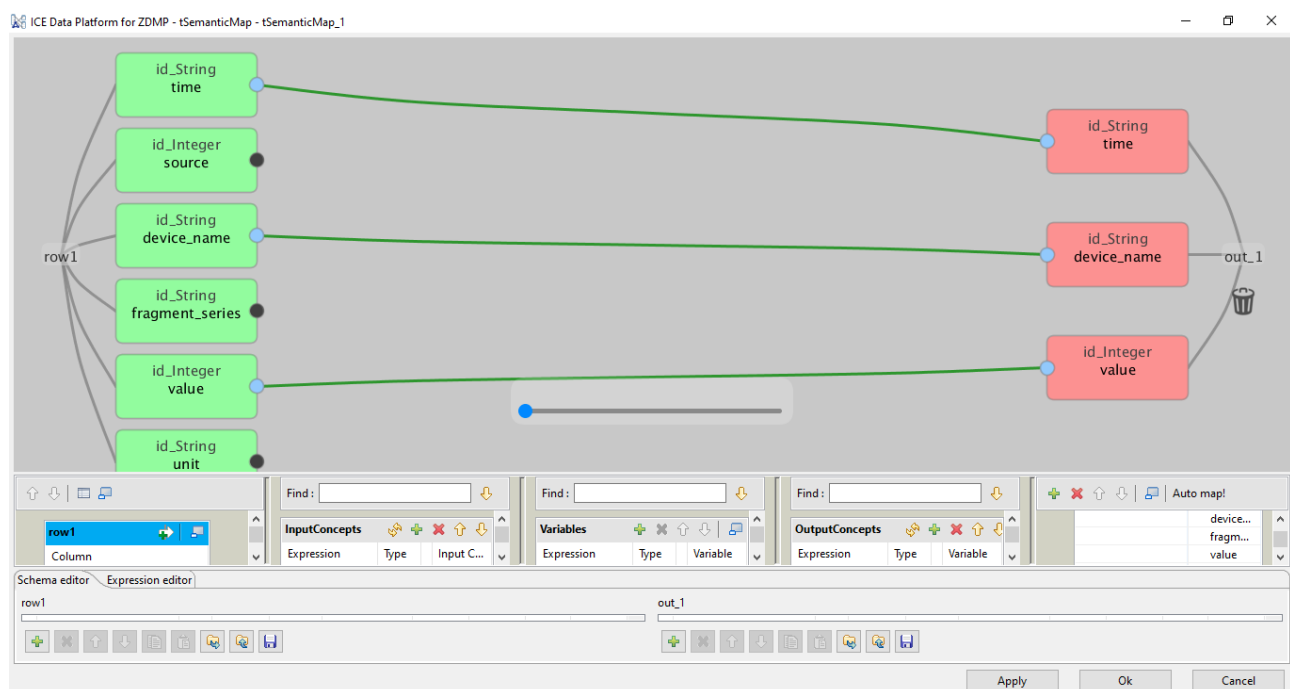 ICE Data Platform for ZDMP - tSemanticMap - tSemanticMap_1
id_String
time
id_Integer
source
id_String
device_name
id_String
fragment_series
id_Integer
value
id_String
unit
row1
id_String
time
id_String
device_name
id_Integer
value
out_1
Find :
Find :
Find :
Auto map!
row1
Column
InputConcepts
Expression Type Input C...
Variables
Expression Type Variable
OutputConcepts
Expression Type Variable
device...
fragm...
value
Schema editor Expression editor
row1
out_1
Apply Ok Cancel